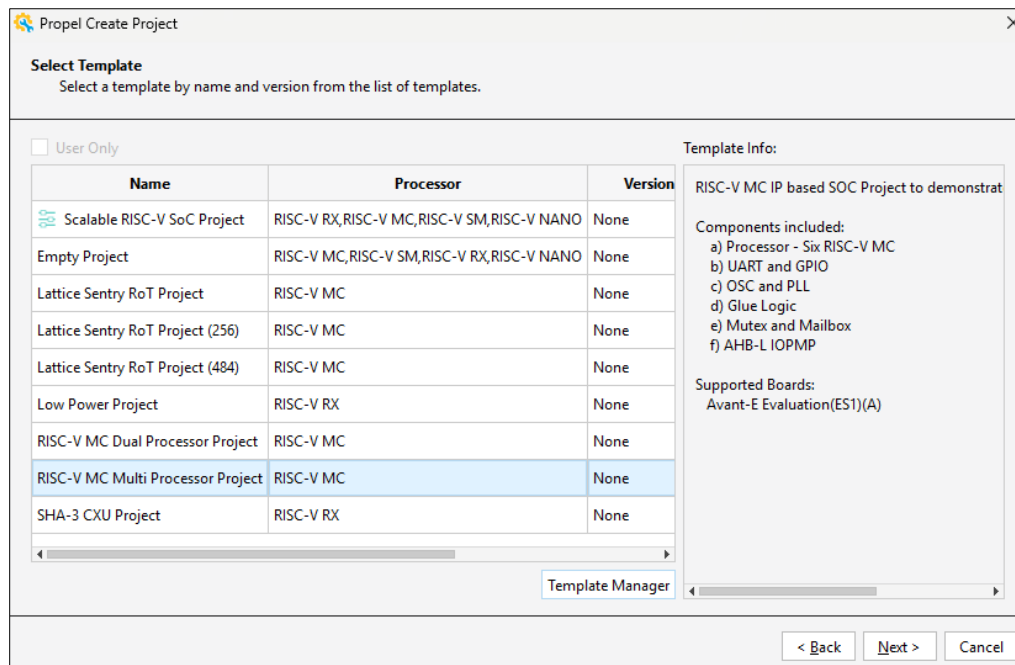 Propel Create Project
Select Template
Select a template by name and version from the list of templates.
User Only
Name Processor Version
Scalable RISC-V SoC Project RISC-V RX,RISC-V MC,RISC-V SM,RISC-V NANO None
Empty Project RISC-V MC,RISC-V SM,RISC-V RX,RISC-V NANO None
Lattice Sentry RoT Project RISC-V MC None
Lattice Sentry RoT Project (256) RISC-V MC None
Lattice Sentry RoT Project (484) RISC-V MC None
Low Power Project RISC-V RX None
RISC-V MC Dual Processor Project RISC-V MC None
RISC-V MC Multi Processor Project RISC-V MC None
SHA-3 CXU Project RISC-V RX None
Template Manager
Template Info:
RISC-V MC IP based SOC Project to demonstrat
Components included:
a) Processor - Six RISC-V MC
b) UART and GPIO
c) OSC and PLL
d) Glue Logic
e) Mutex and Mailbox
f) AHB-L IOPMP
Supported Boards:
Avant-E Evaluation(ES1)(A)
< Back Next > Cancel